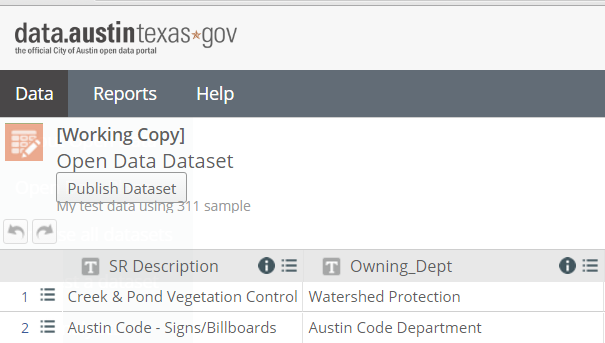 data.austintexas★gov
the official City of Austin open data portal
Data Reports Help
[Working Copy]
Open Data Dataset
Publish Dataset
My test data using 311 sample
T SR Description i T Owning_Dept i
1 Creek & Pond Vegetation Control Watershed Protection
2 Austin Code - Signs/Billboards Austin Code Department